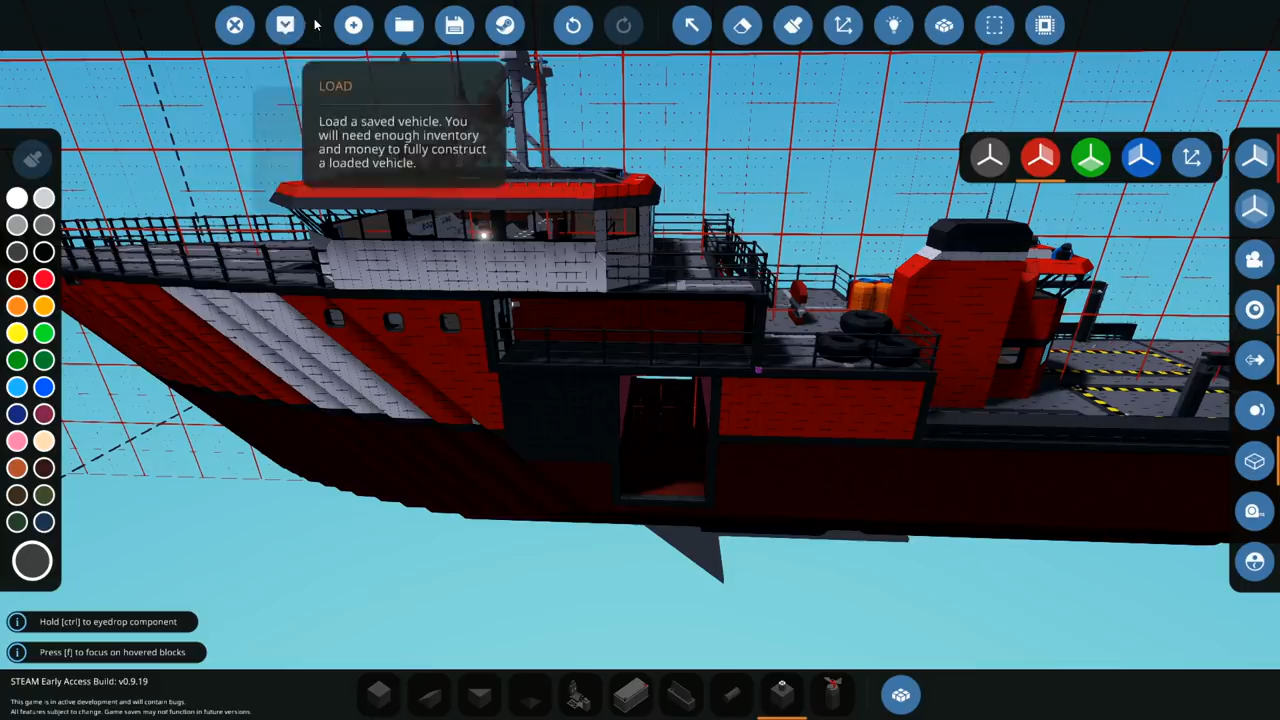 LOAD
Load a saved vehicle. You
will need enough inventory
and money to fully construct
a loaded vehicle.
Hold [ctrl] to eyedrop component
Press [f] to focus on hovered blocks
STEAM Early Access Build: v0.9.19
This game is in active development and will contain bugs.
All features subject to change. Game saves may not function in future versions.